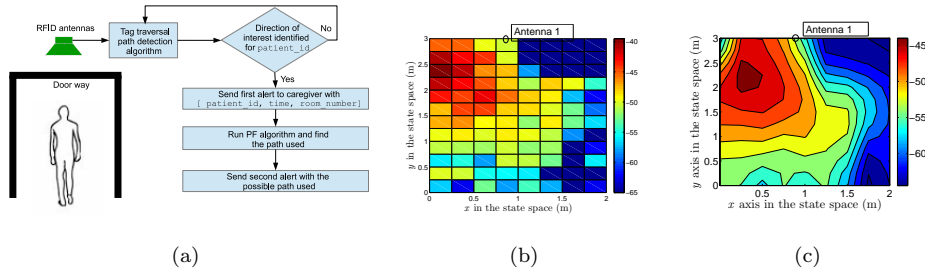 RFID antennas
Tag traversal
path detection
algorithm
Direction of
interest identified
for patient_id
No
Yes
Door way
Send first alert to caregiver with
[ patient_id, time, room_number]
Run PF algorithm and find
the path used
Send second alert with the
possible path used
(a)
Antenna 1
3
2.5
2
1.5
1
0.5
0
0 0.5 1 1.5 2
y in the state space (m)
x in the state space (m)
−40
−45
−50
−55
−60
−65
(b)
Antenna 1
3
2.5
2
1.5
1
0.5
0
0.5 1 1.5 2
y axis in the state space (m)
x axis in the state space (m)
−45
−50
−55
−60
(c)